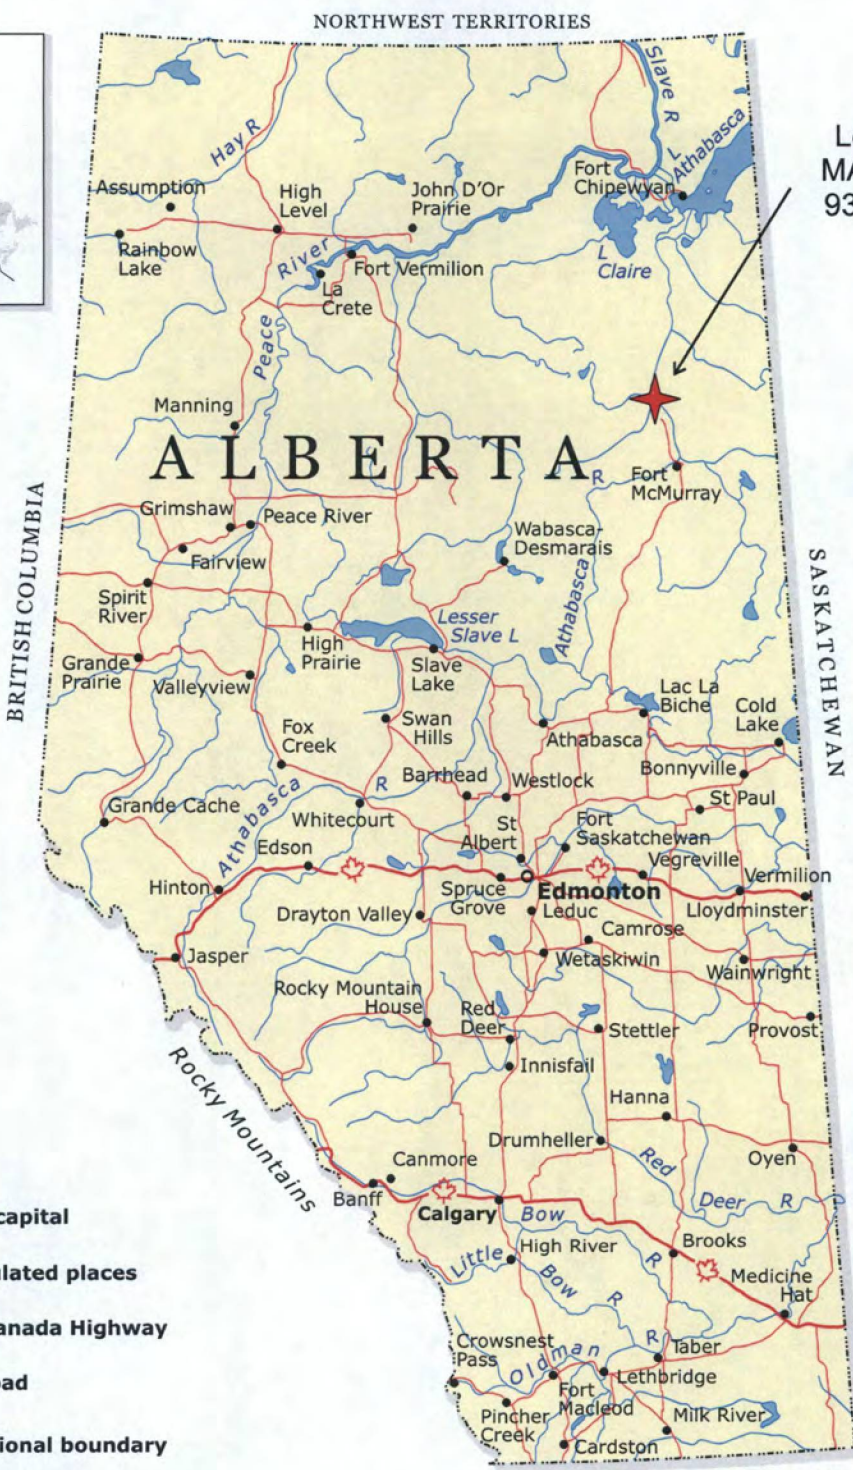 NORTHWEST TERRITORIES
Slave R
Hay R
L
Athabasca
Fort
Chipewyan
Assumption
High
Level
John D'Or
Prairie
Rainbow
Lake
River
Fort Vermilion
L
Claire
La
Crete
Peace
Manning
ALBERTA
R
Fort
McMurray
BRITISH COLUMBIA
SASKATCHEWAN
Grimshaw
Peace River
Wabasca-
Desmarais
Fairview
Athabasca
Spirit
River
Lesser
Slave L
High
Prairie
Grande
Prairie
Slave
Lake
Valleyview
Lac La
Biche
Cold
Lake
Swan
Hills
Fox
Creek
Athabasca
Bonnyville
Barrhead
Westlock
R
Athabasca
St Paul
Grande Cache
Whitecourt
St
Albert
Fort
Saskatchewan
Edson
Vegreville
Vermilion
Hinton
Spruce
Grove
Edmonton
Lloydminster
Drayton Valley
Leduc
Camrose
Jasper
Wetaskiwin
Wainwright
Rocky Mountain
House
Red
Deer
Stettler
Provost
Innisfail
Rocky Mountains
Hanna
Drumheller
Red
Deer
R
Oyen
Canmore
Banff
Calgary
Bow
R
Brooks
Little
Bow
R
High River
Medicine
Hat
Crowsnest
Pass
Oldman
R
Taber
Lethbridge
Fort
Macleod
Pincher
Creek
Milk River
Cardston
93
capital
places
Highway
boundary